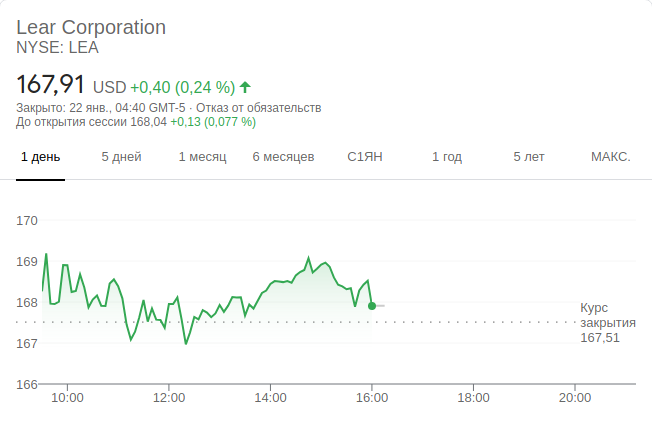 Lear Corporation
NYSE: LEA
167,91 USD +0,40 (0,24 %)
Закрыто: 22 янв., 04:40 GMT-5 · Отказ от обязательств
До открытия сессии 168,04 +0,13 (0,077 %)
1 день 5 дней 1 месяц 6 месяцев С1ЯН 1 год 5 лет МАКС.
170
169
168
Курс
закрытия
167,51
167
166
10:00 12:00 14:00 16:00 18:00 20:00